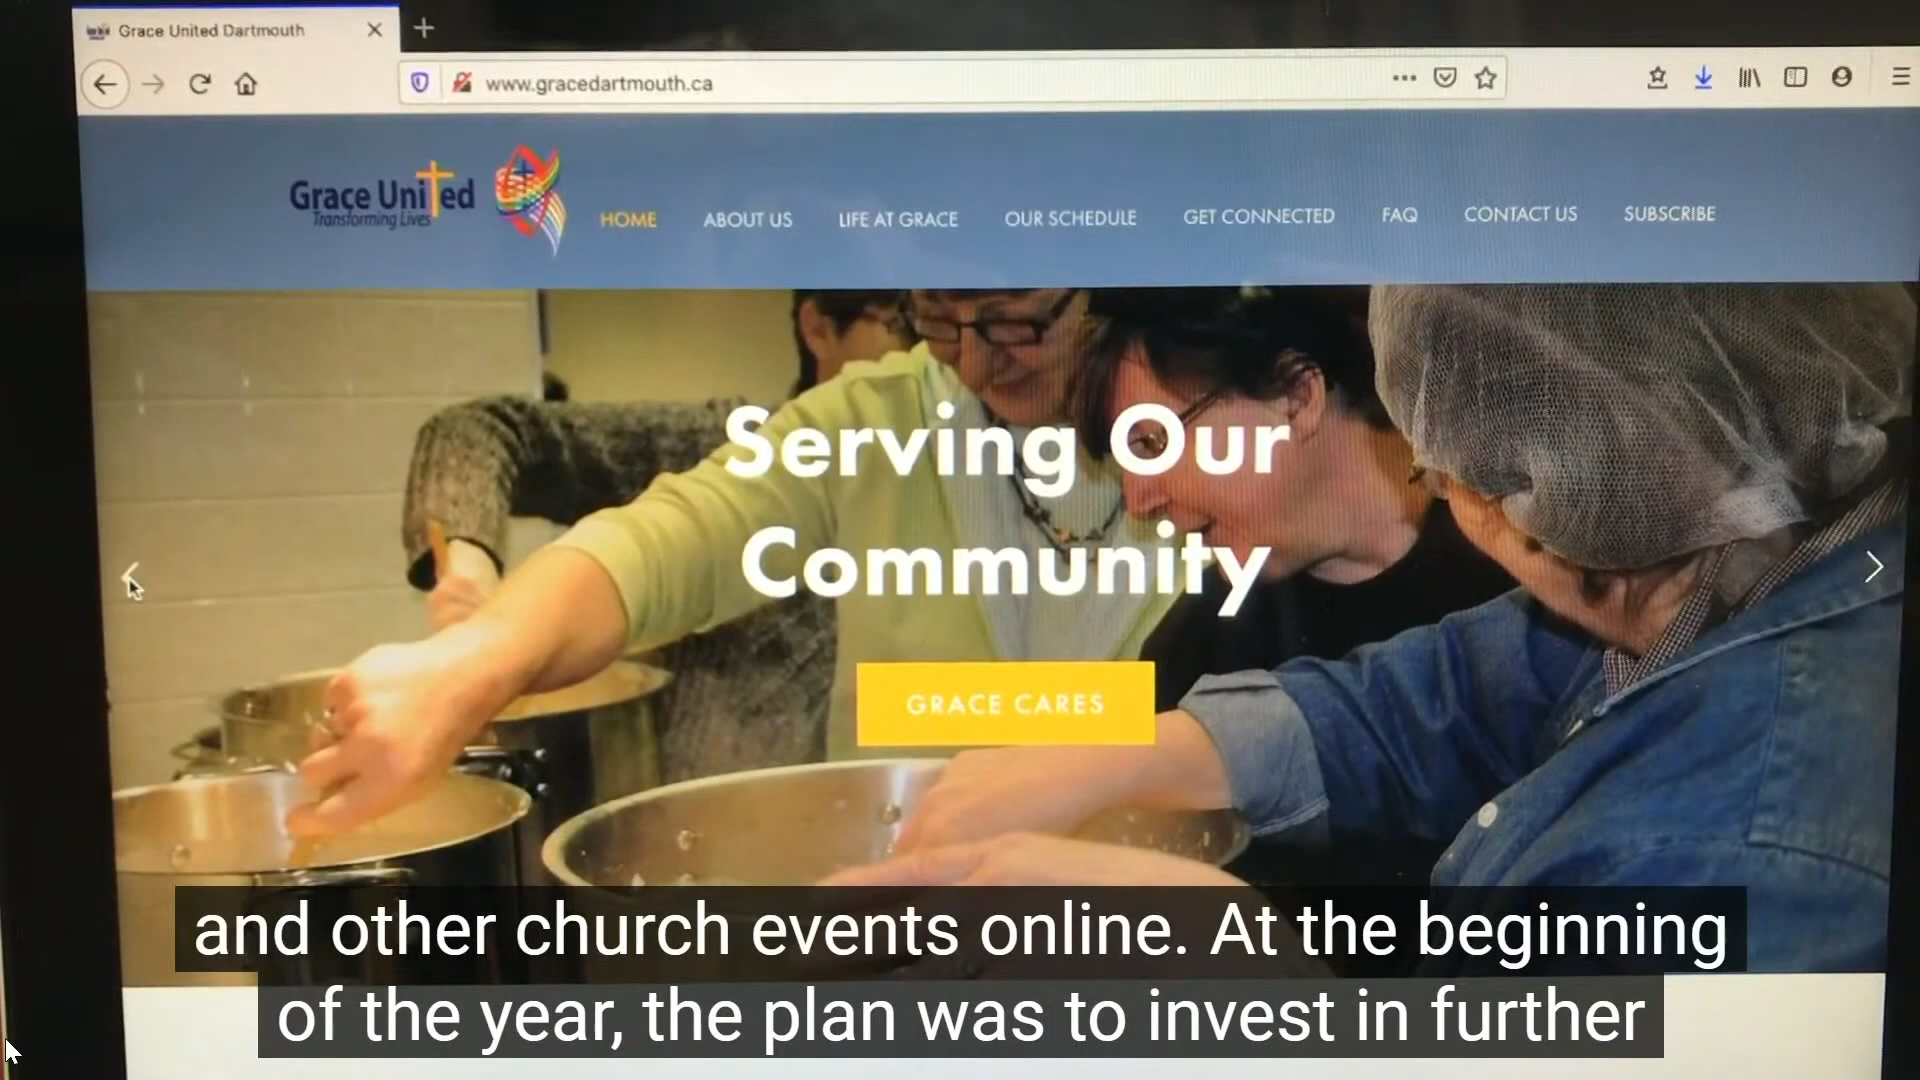 Grace United Dartmouth
www.gracedartmouth.ca
Grace United
Transforming Lives
HOME ABOUT US LIFE AT GRACE OUR SCHEDULE GET CONNECTED FAQ CONTACT US SUBSCRIBE
Serving Our
Community
GRACE CARES
and other church events online. At the beginning
of the year, the plan was to invest in further